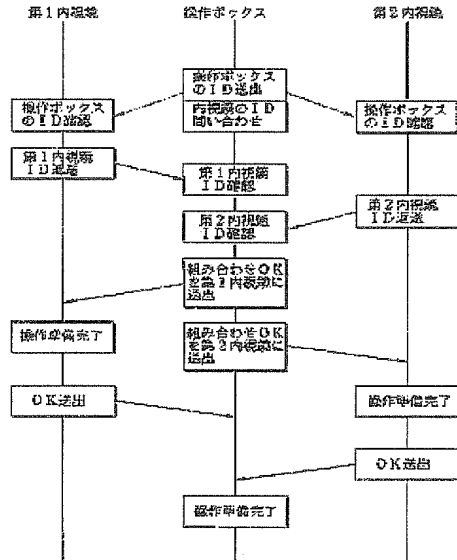 第1内視鏡
操作ボックス
第2内視鏡
操作ボックス
のID送出
内視鏡のID
問い合わせ
操作ボックス
のID確認
操作ボックス
のID確認
第1内視鏡
ID返送
第1内視鏡
ID確認
第2内視鏡
ID返送
第2内視鏡
ID確認
組み合わせOK
を第1内視鏡に
送出
操作準備完了
組み合わせOK
を第2内視鏡に
送出
OK送出
操作準備完了
OK送出
操作準備完了